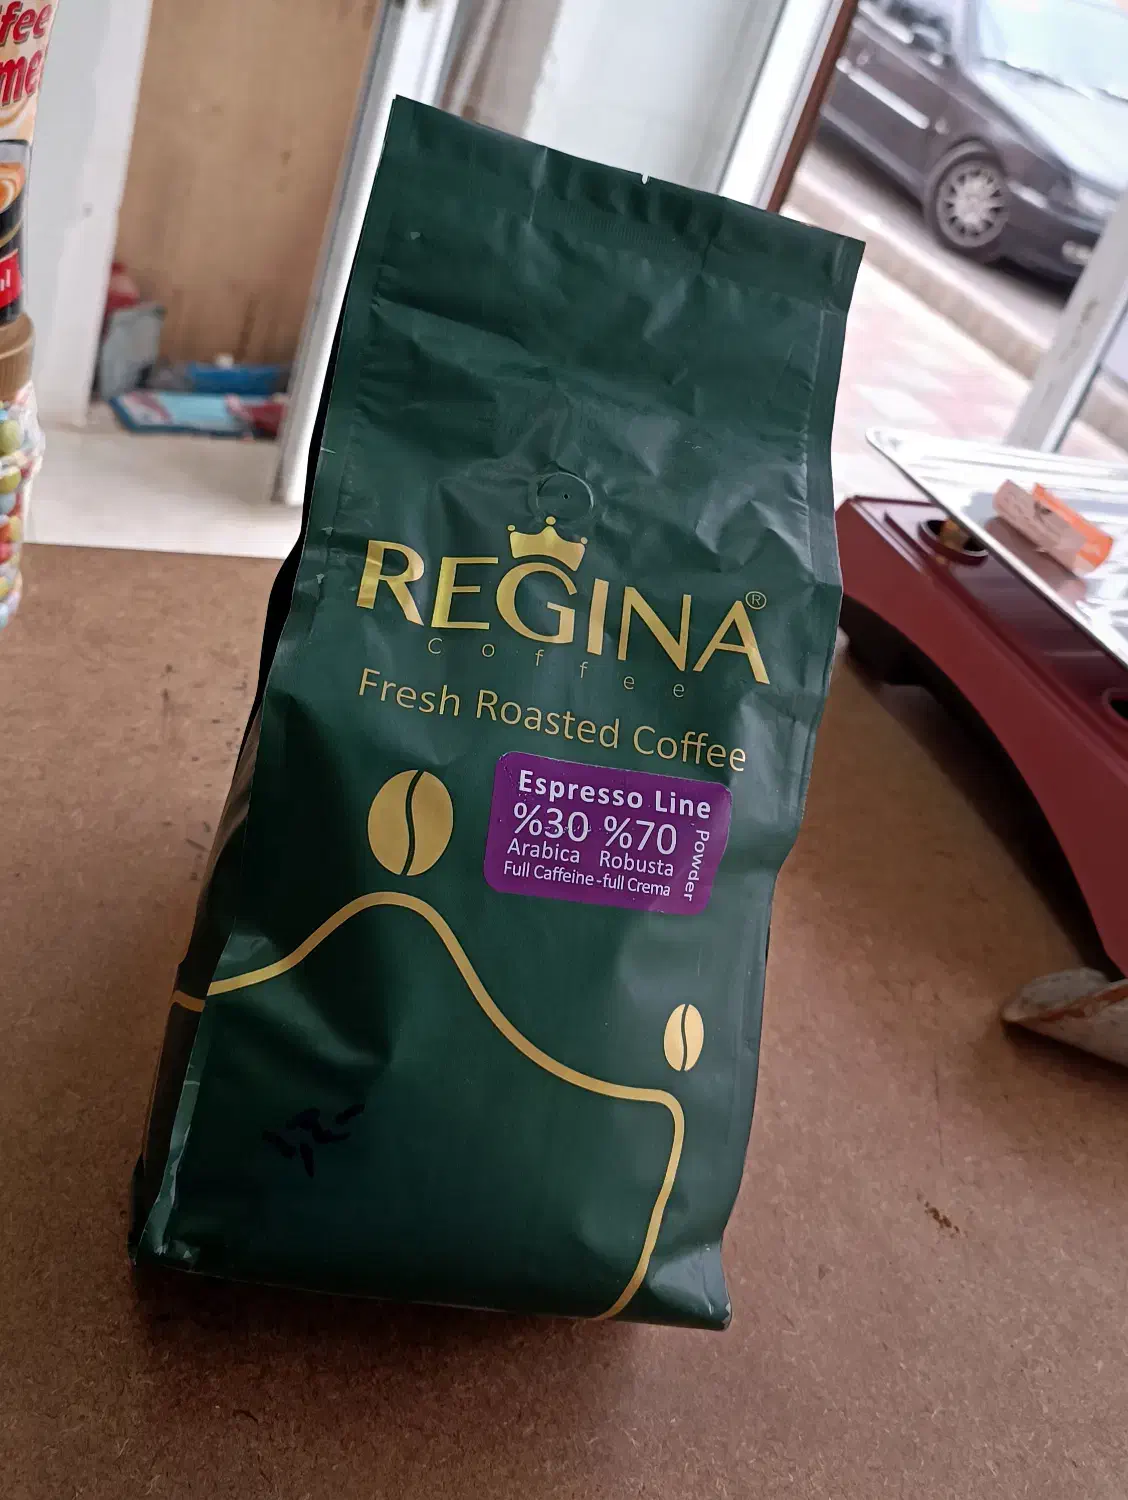 REGINA®
Coffee
Fresh Roasted Coffee
Espresso Line
%30 %70
Arabica Robusta
Full Caffeine-full Crema
Powder